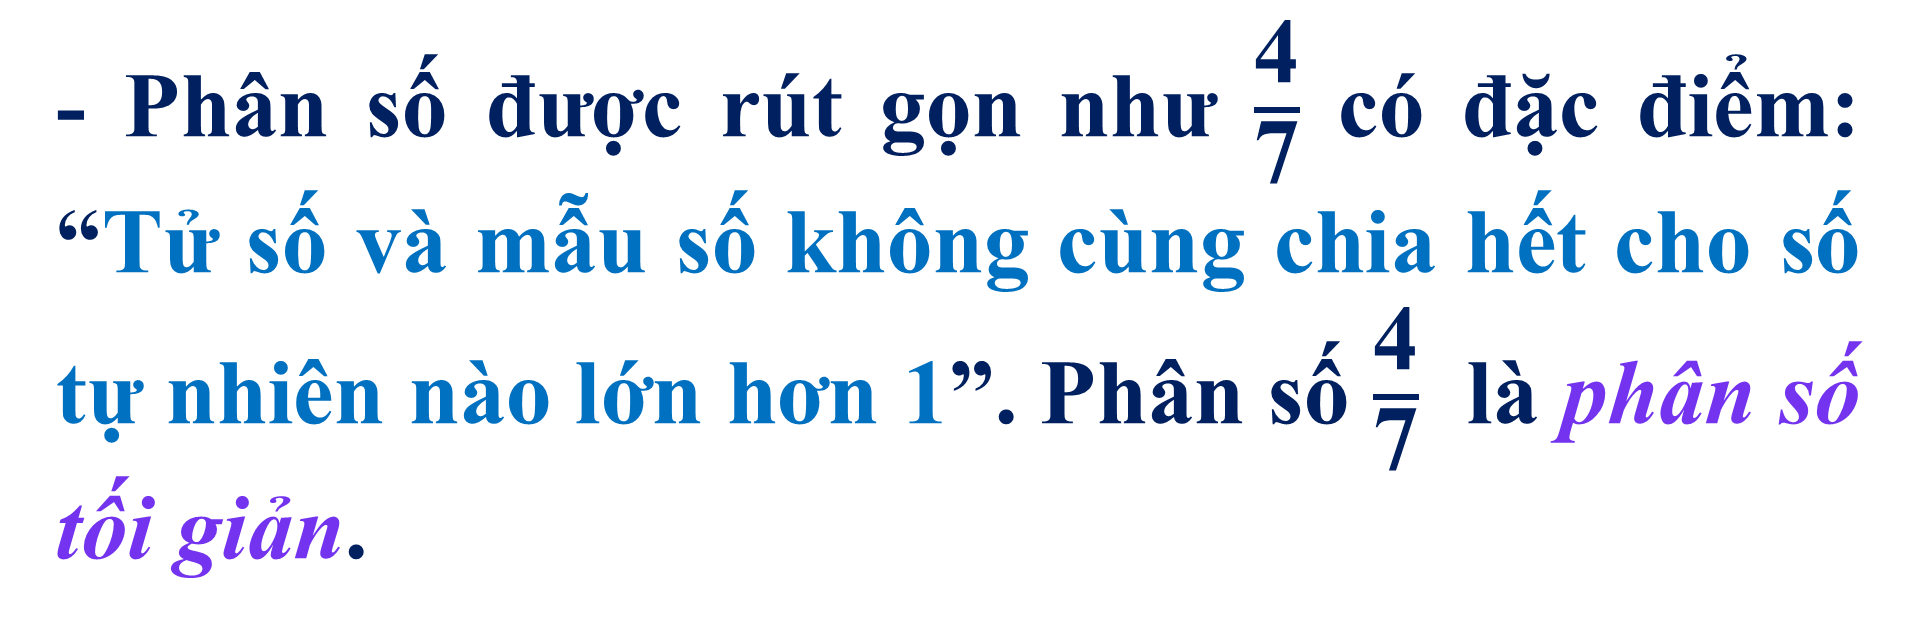 - Phân số được rút gọn như 4/7 có đặc điểm:
“Tử số và mẫu số không cùng chia hết cho số
tự nhiên nào lớn hơn 1”. Phân số 4/7 là phân số
tối giản.